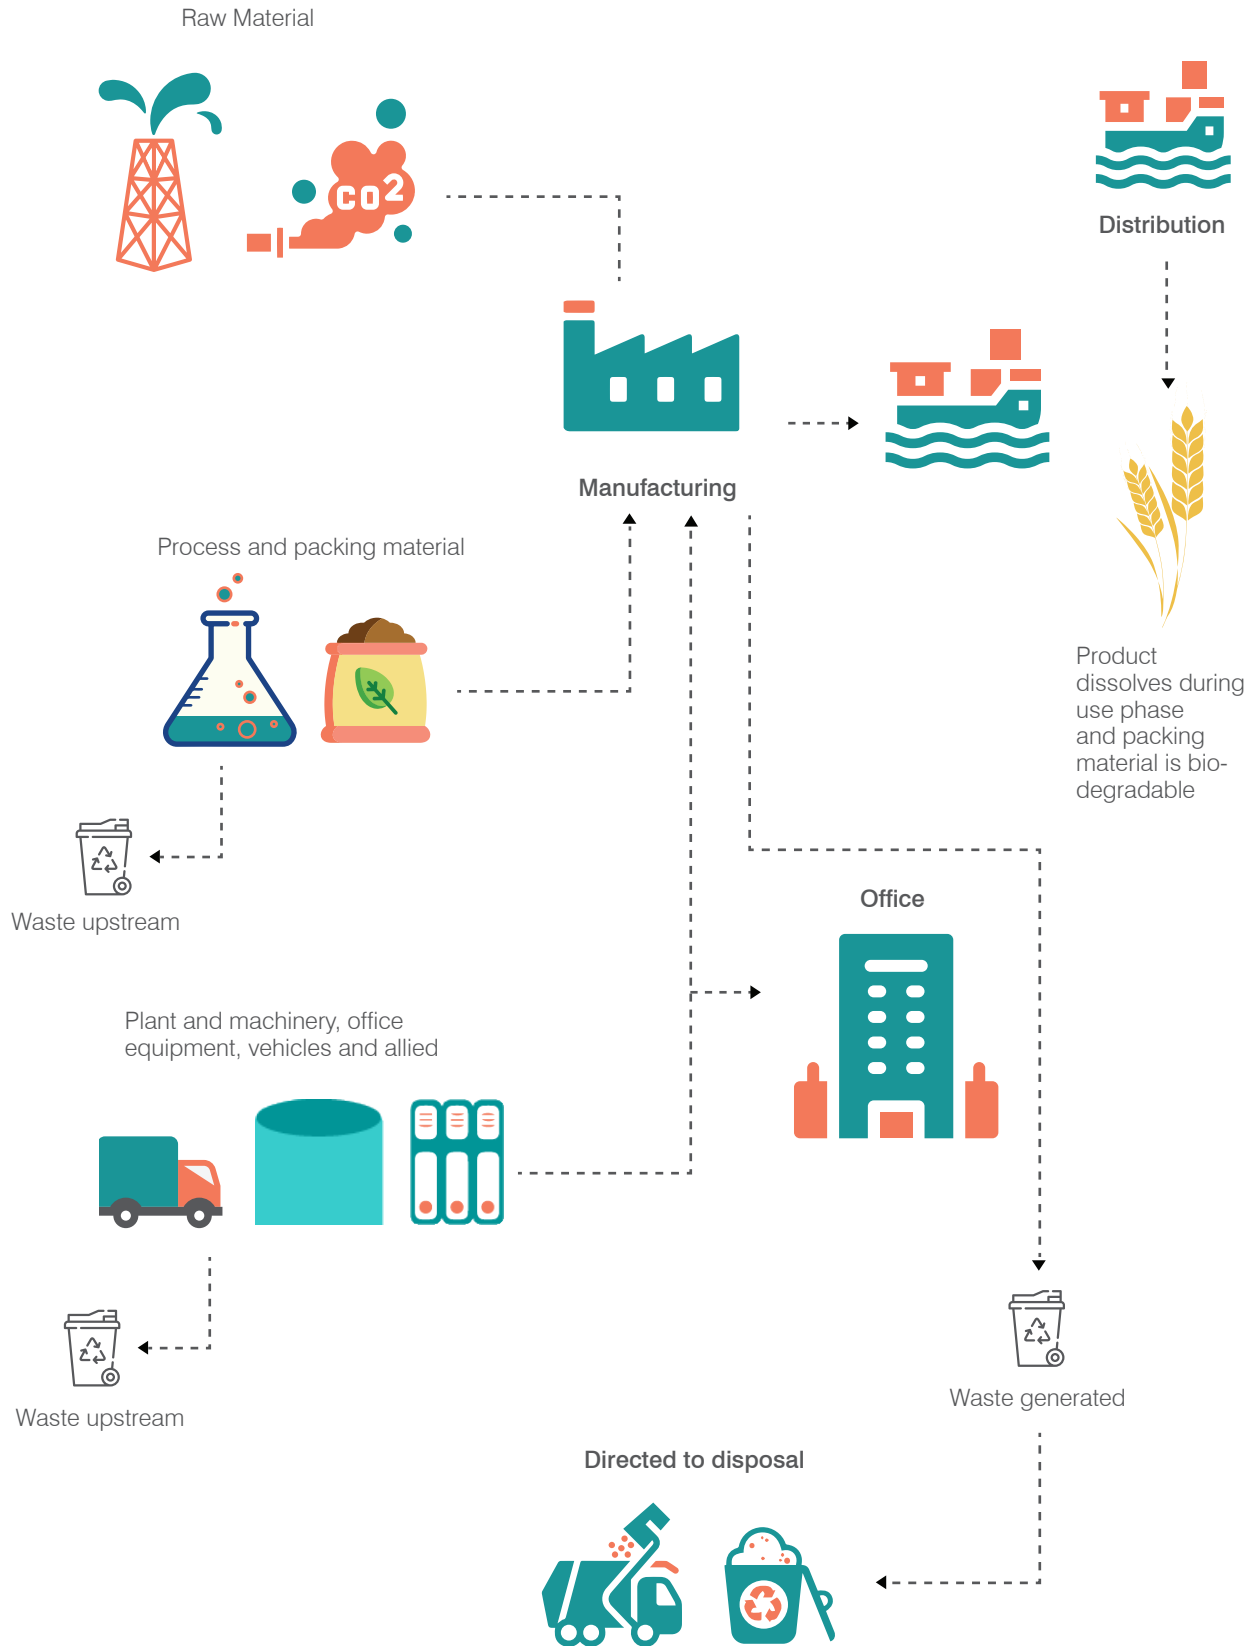 Raw Material
CO2
Distribution
Manufacturing
Process and packing material
Product
dissolves during
use phase
and packing
material is bio-
degradable
Waste upstream
Office
Plant and machinery, office
equipment, vehicles and allied
Waste upstream
Waste generated
Directed to disposal